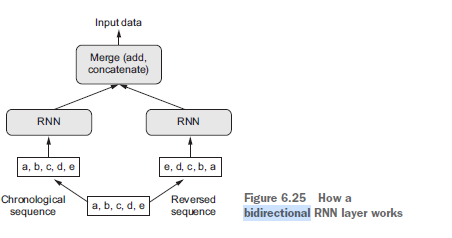 Input data
Merge (add,
concatenate)
RNN
RNN
a, b, c, d, e
e, d, c, b, a
Chronological
sequence
a, b, c, d, e
Reversed
sequence
Figure 6.25 How a
bidirectional RNN layer works